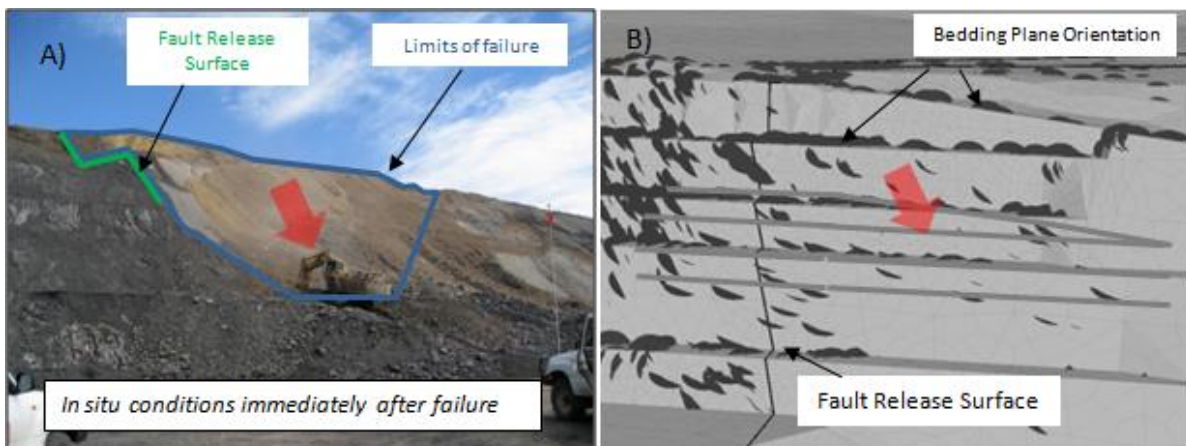 A)
Fault Release
Surface
Limits of failure
In situ conditions immediately after failure
B)
Bedding Plane Orientation
Fault Release Surface